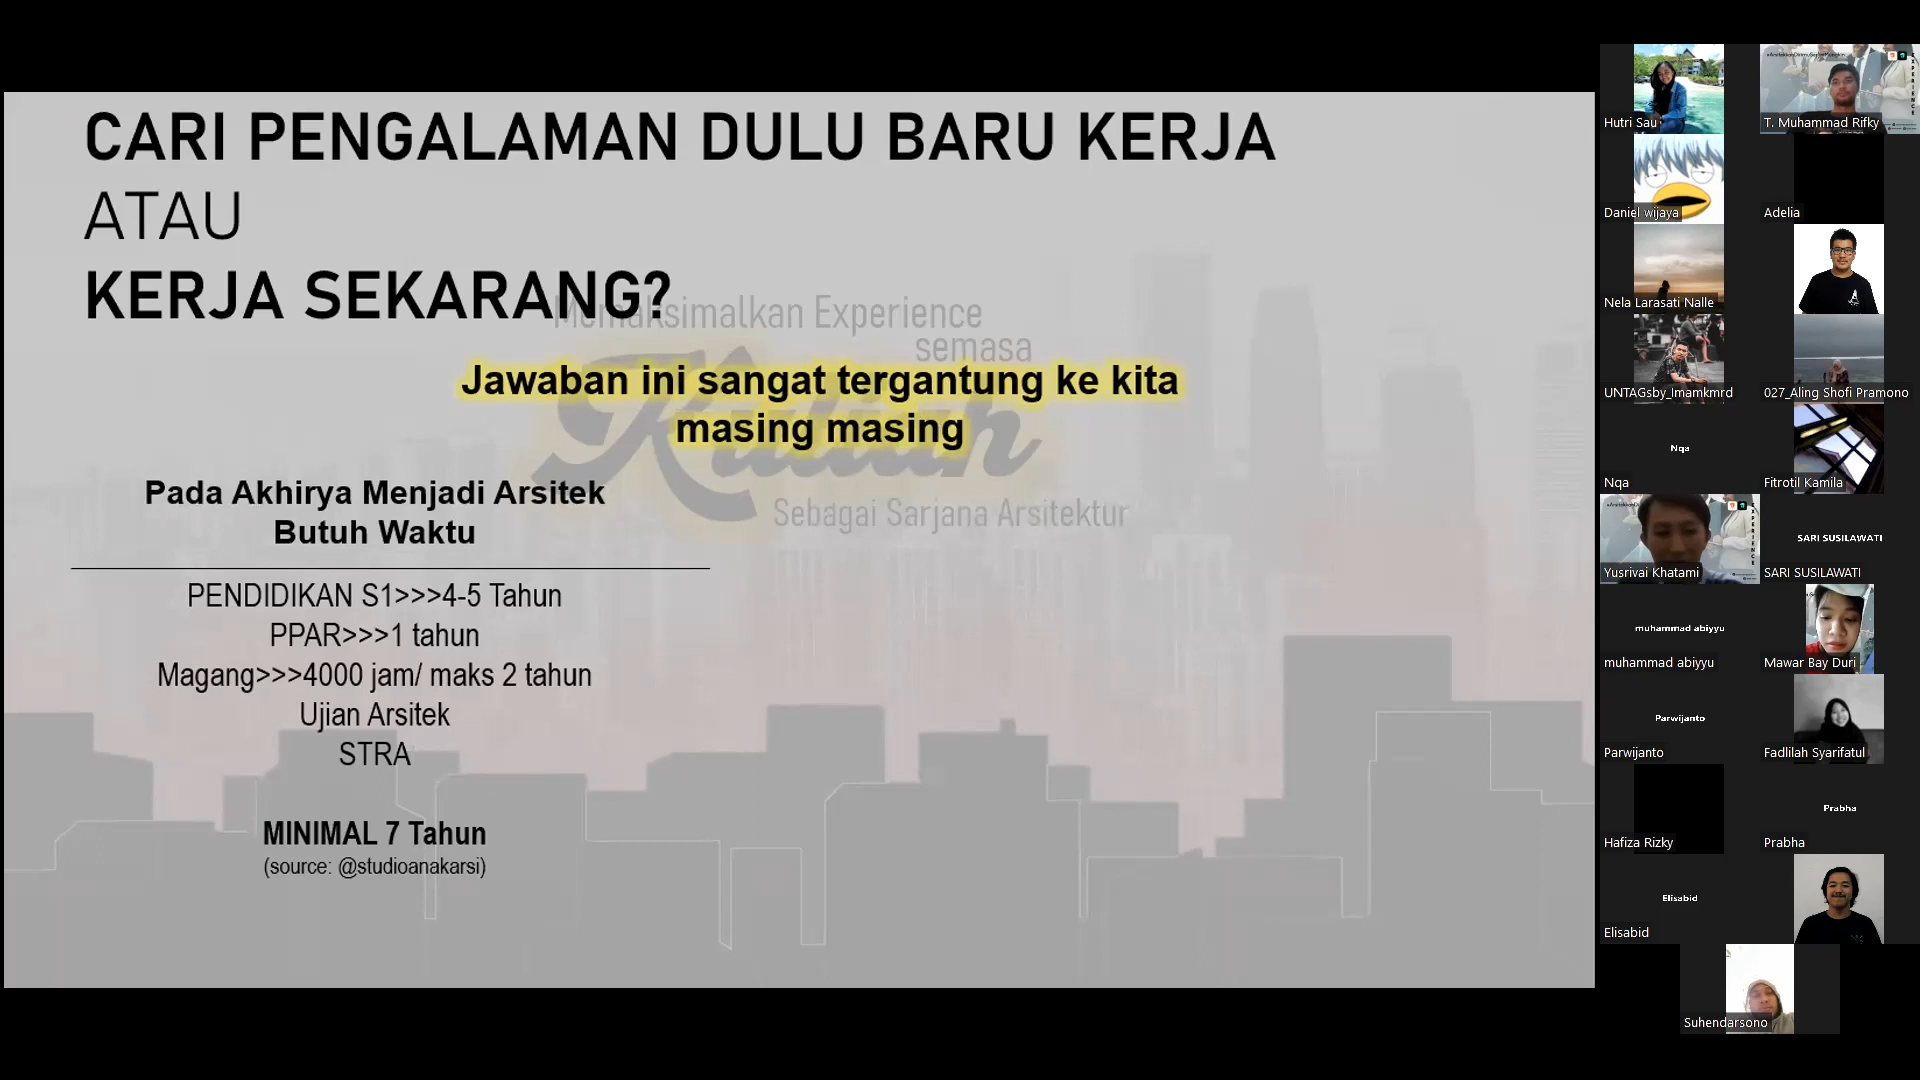 CARI PENGALAMAN DULU BARU KERJA
ATAU
KERJA SEKARANG?
Memaksimalkan Experience
semasa
Jawaban ini sangat tergantung ke kita
masing masing
Kuliah
Sebagai Sarjana Arsitektur
Pada Akhirya Menjadi Arsitek
Butuh Waktu
PENDIDIKAN S1>>>4-5 Tahun
PPAR>>>1 tahun
Magang>>>4000 jam/ maks 2 tahun
Ujian Arsitek
STRA
MINIMAL 7 Tahun
(source: @studioanakarsi)
Hutri Sau
EXPERIENCE
T. Muhammad Rifky
Daniel wijaya
Adelia
Nela Larasati Nalle
UNTAGsby_Imamkmrd
027_Aling Shofi Pramono
Nqa
Nqa
Fitrotil Kamila
EXPERIENCE
Yusrivai Khatami
SARI SUSILAWATI
SARI SUSILAWATI
muhammad abiyyu
muhammad abiyyu
Mawar Bay Duri
Parwijanto
Parwijanto
Fadlilah Syarifatul
Hafiza Rizky
Prabha
Prabha
Elisabid
Elisabid
Suhendarsono